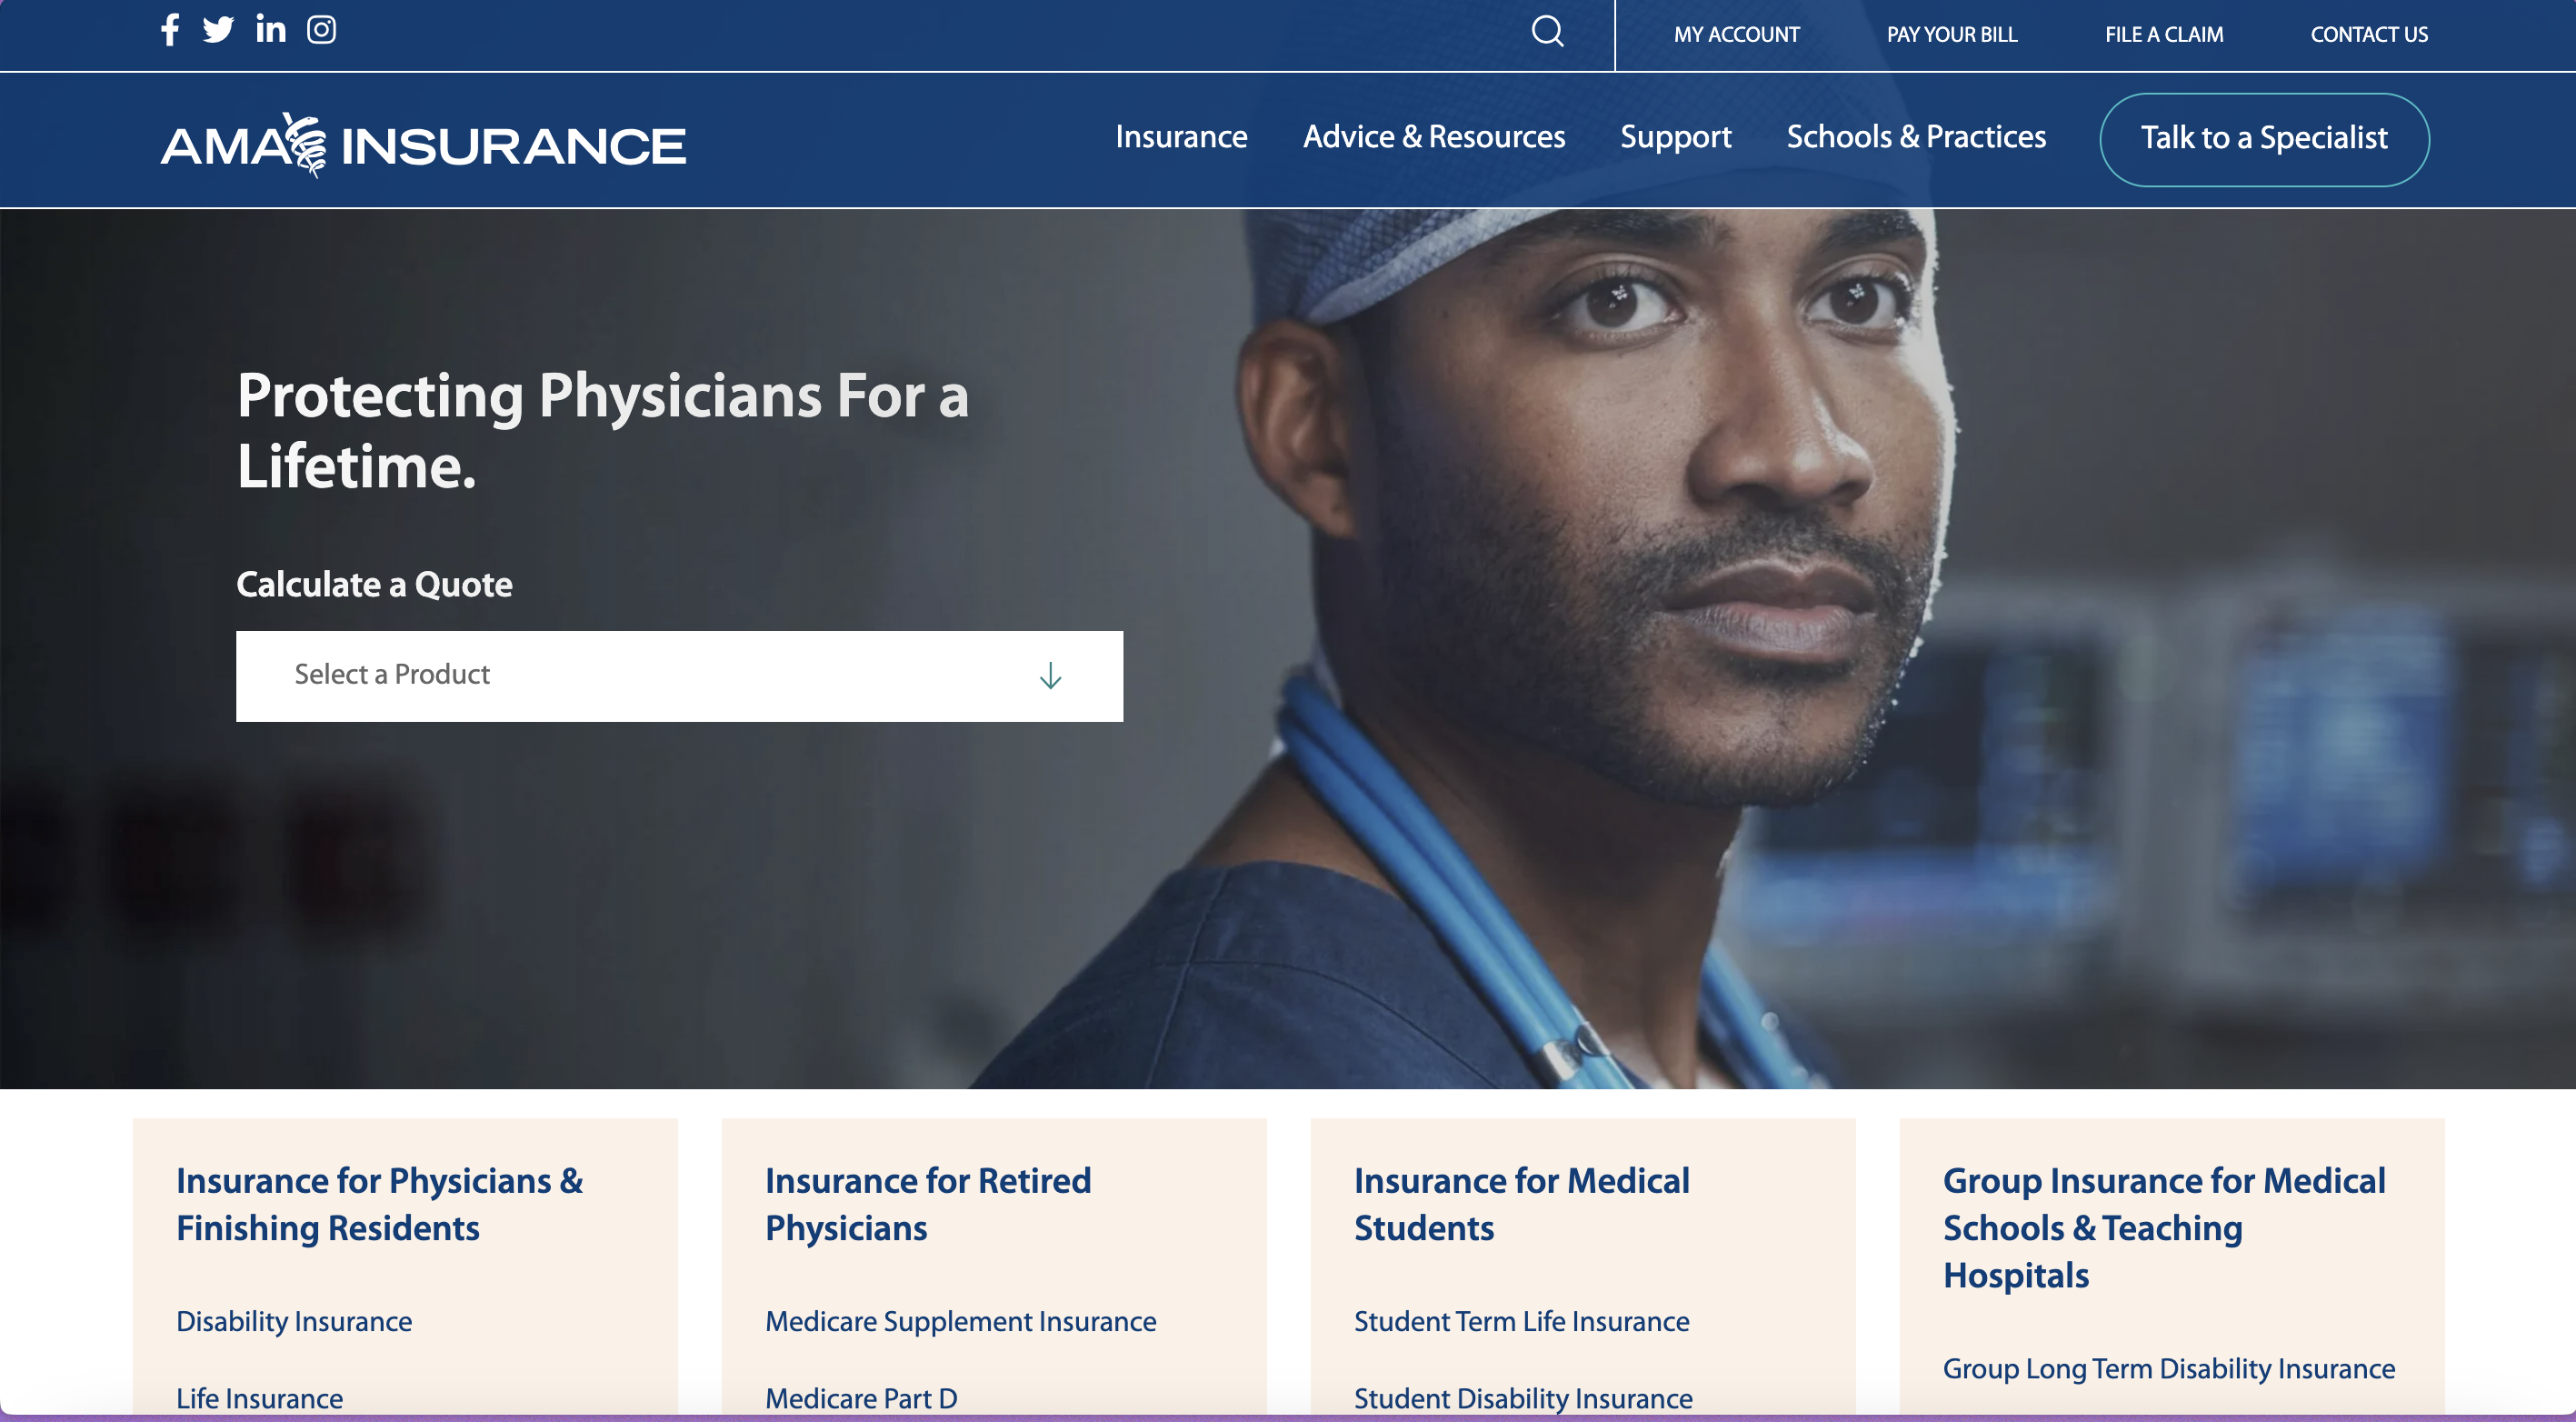 MY ACCOUNT
PAY YOUR BILL
FILE A CLAIM
CONTACT US
AMA INSURANCE
Insurance
Advice & Resources
Support
Schools & Practices
Talk to a Specialist
Protecting Physicians For a
Lifetime.
Calculate a Quote
Select a Product
Insurance for Physicians &
Finishing Residents
Disability Insurance
Life Insurance
Insurance for Retired
Physicians
Medicare Supplement Insurance
Medicare Part D
Insurance for Medical
Students
Student Term Life Insurance
Student Disability Insurance
Group Insurance for Medical
Schools & Teaching
Hospitals
Group Long Term Disability Insurance